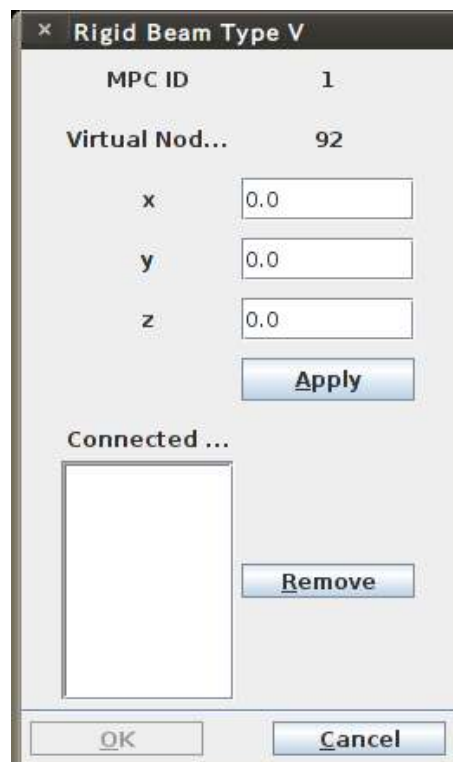 × Rigid Beam Type V
MPC ID 1
Virtual Nod... 92
x 0.0
y 0.0
z 0.0
Apply
Connected ...
Remove
OK Cancel